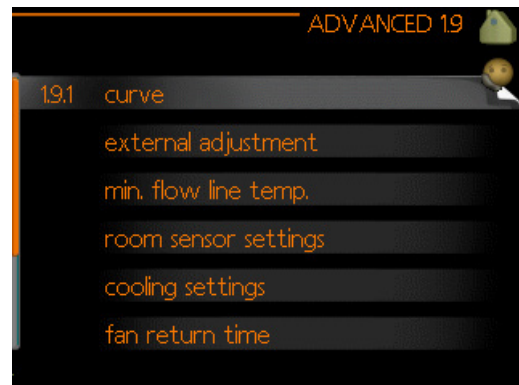 ADVANCED 1.9
1.9.1 curve
external adjustment
min. flow line temp.
room sensor settings
cooling settings
fan return time